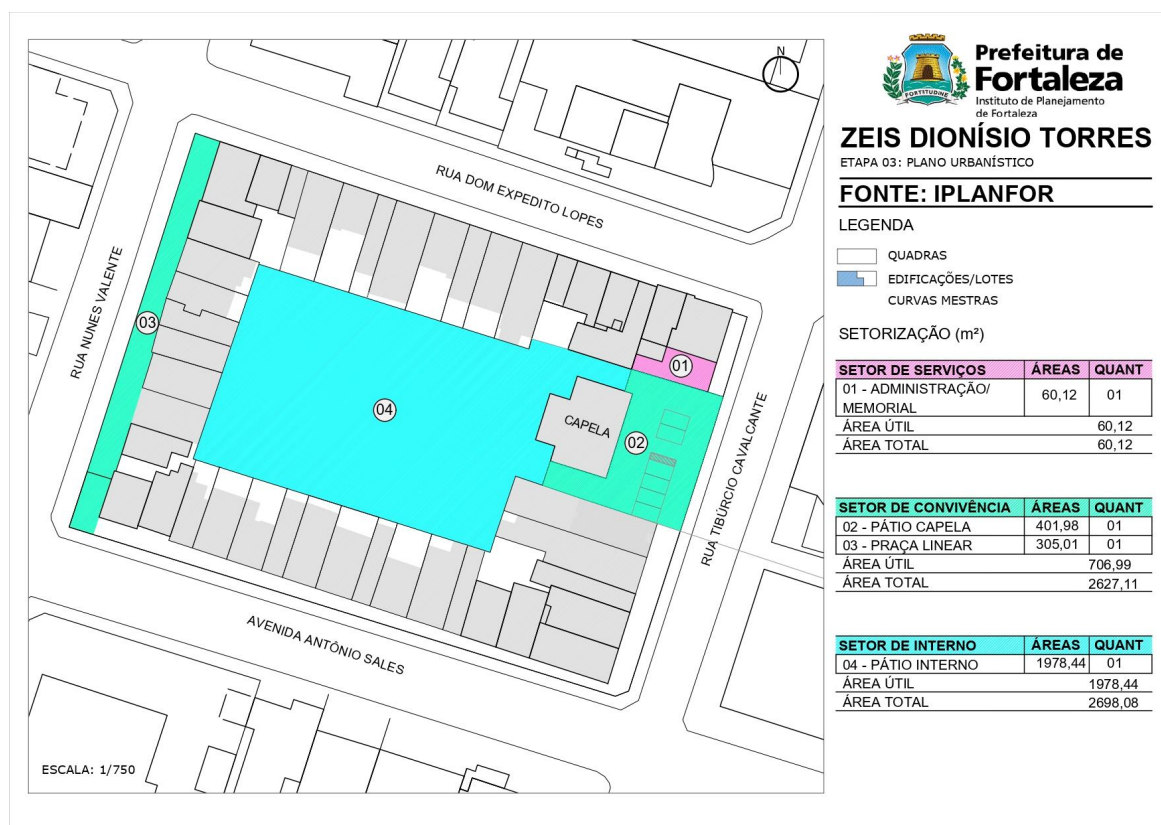 N
RUA DOM EXPEDITO LOPES
RUA NUNES VALENTE
03
04
01
CAPELA
02
RUA TIBÚRCIO CAVALCANTE
AVENIDA ANTÔNIO SALES
ESCALA: 1/750
FORTITUDINE
Prefeitura de
Fortaleza
Instituto de Planejamento
de Fortaleza
ZEIS DIONÍSIO TORRES
ETAPA 03: PLANO URBANÍSTICO
FONTE: IPLANFOR
LEGENDA
QUADRAS
EDIFICAÇÕES/LOTES
CURVAS MESTRAS
SETORIZAÇÃO (m²)
SETOR DE SERVIÇOS ÁREAS QUANT
01 - ADMINISTRAÇÃO/ 60,12 01
MEMORIAL
ÁREA ÚTIL 60,12
ÁREA TOTAL 60,12
SETOR DE CONVIVÊNCIA ÁREAS QUANT
02 - PÁTIO CAPELA 401,98 01
03 - PRAÇA LINEAR 305,01 01
ÁREA ÚTIL 706,99
ÁREA TOTAL 2627,11
SETOR DE INTERNO ÁREAS QUANT
04 - PÁTIO INTERNO 1978,44 01
ÁREA ÚTIL 1978,44
ÁREA TOTAL 2698,08